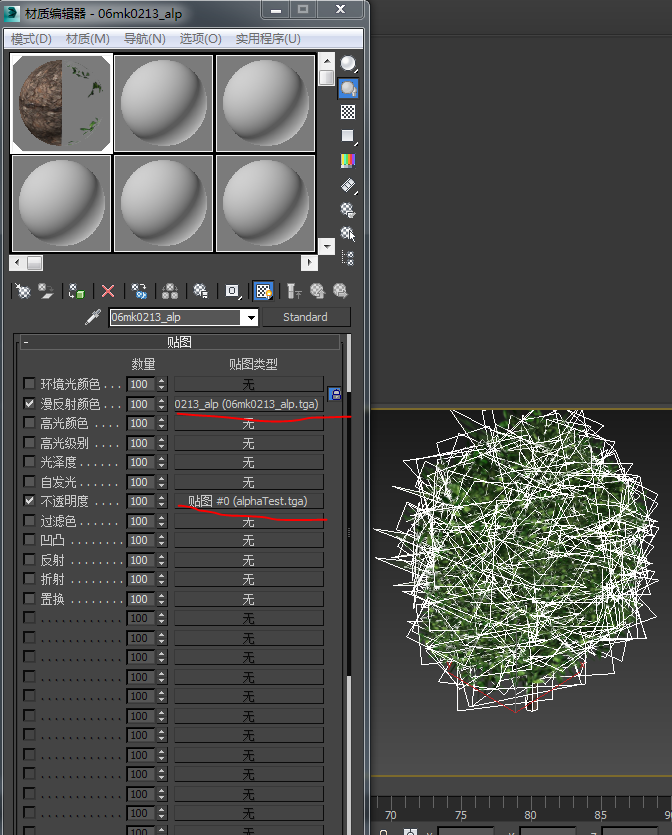 材质编辑器 - 06mk0213_alp
模式(D) 材质(M) 导航(N) 选项(O) 实用程序(U)
06mk0213_alp Standard
- 贴图
数量 贴图类型
环境光颜色 . . . 100 无
漫反射颜色 . . . 100 0213_alp (06mk0213_alp.tga)
高光颜色 . . . . 100 无
高光级别 . . . . 100 无
光泽度 . . . . . . 100 无
自发光 . . . . . . 100 无
不透明度 . . . . 100 贴图 #0 (alphaTest.tga)
过滤色 . . . . . . 100 无
凹凸 . . . . . . . . 100 无
反射 . . . . . . . . 100 无
折射 . . . . . . . . 100 无
置换 . . . . . . . . 100 无
. . . . . . . . . . . . 100 无
. . . . . . . . . . . . 100 无
. . . . . . . . . . . . 100 无
. . . . . . . . . . . . 100 无
. . . . . . . . . . . . 100 无
. . . . . . . . . . . . 100 无
. . . . . . . . . . . . 100 无
. . . . . . . . . . . . 100 无
. . . . . . . . . . . . 100 无
. . . . . . . . . . . . 100 无
. . . . . . . . . . . . 100 无
. . . . . . . . . . . . 100 无
70 75 80 85